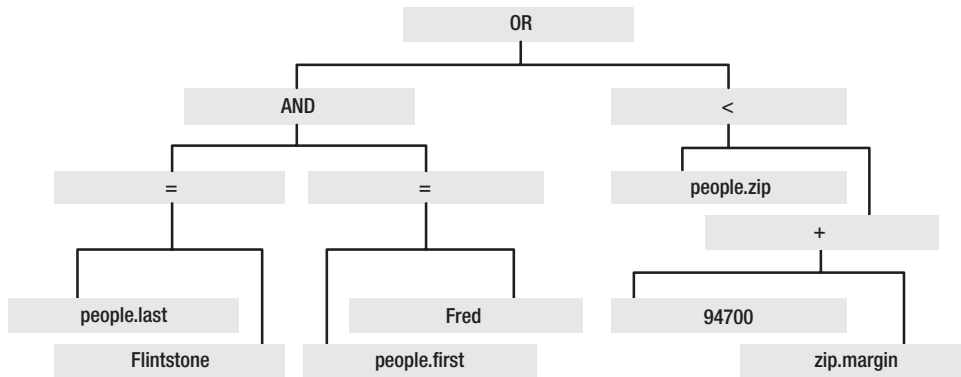 OR
AND
<
=
=
people.zip
+
people.last
Fred
94700
Flintstone
people.first
zip.margin